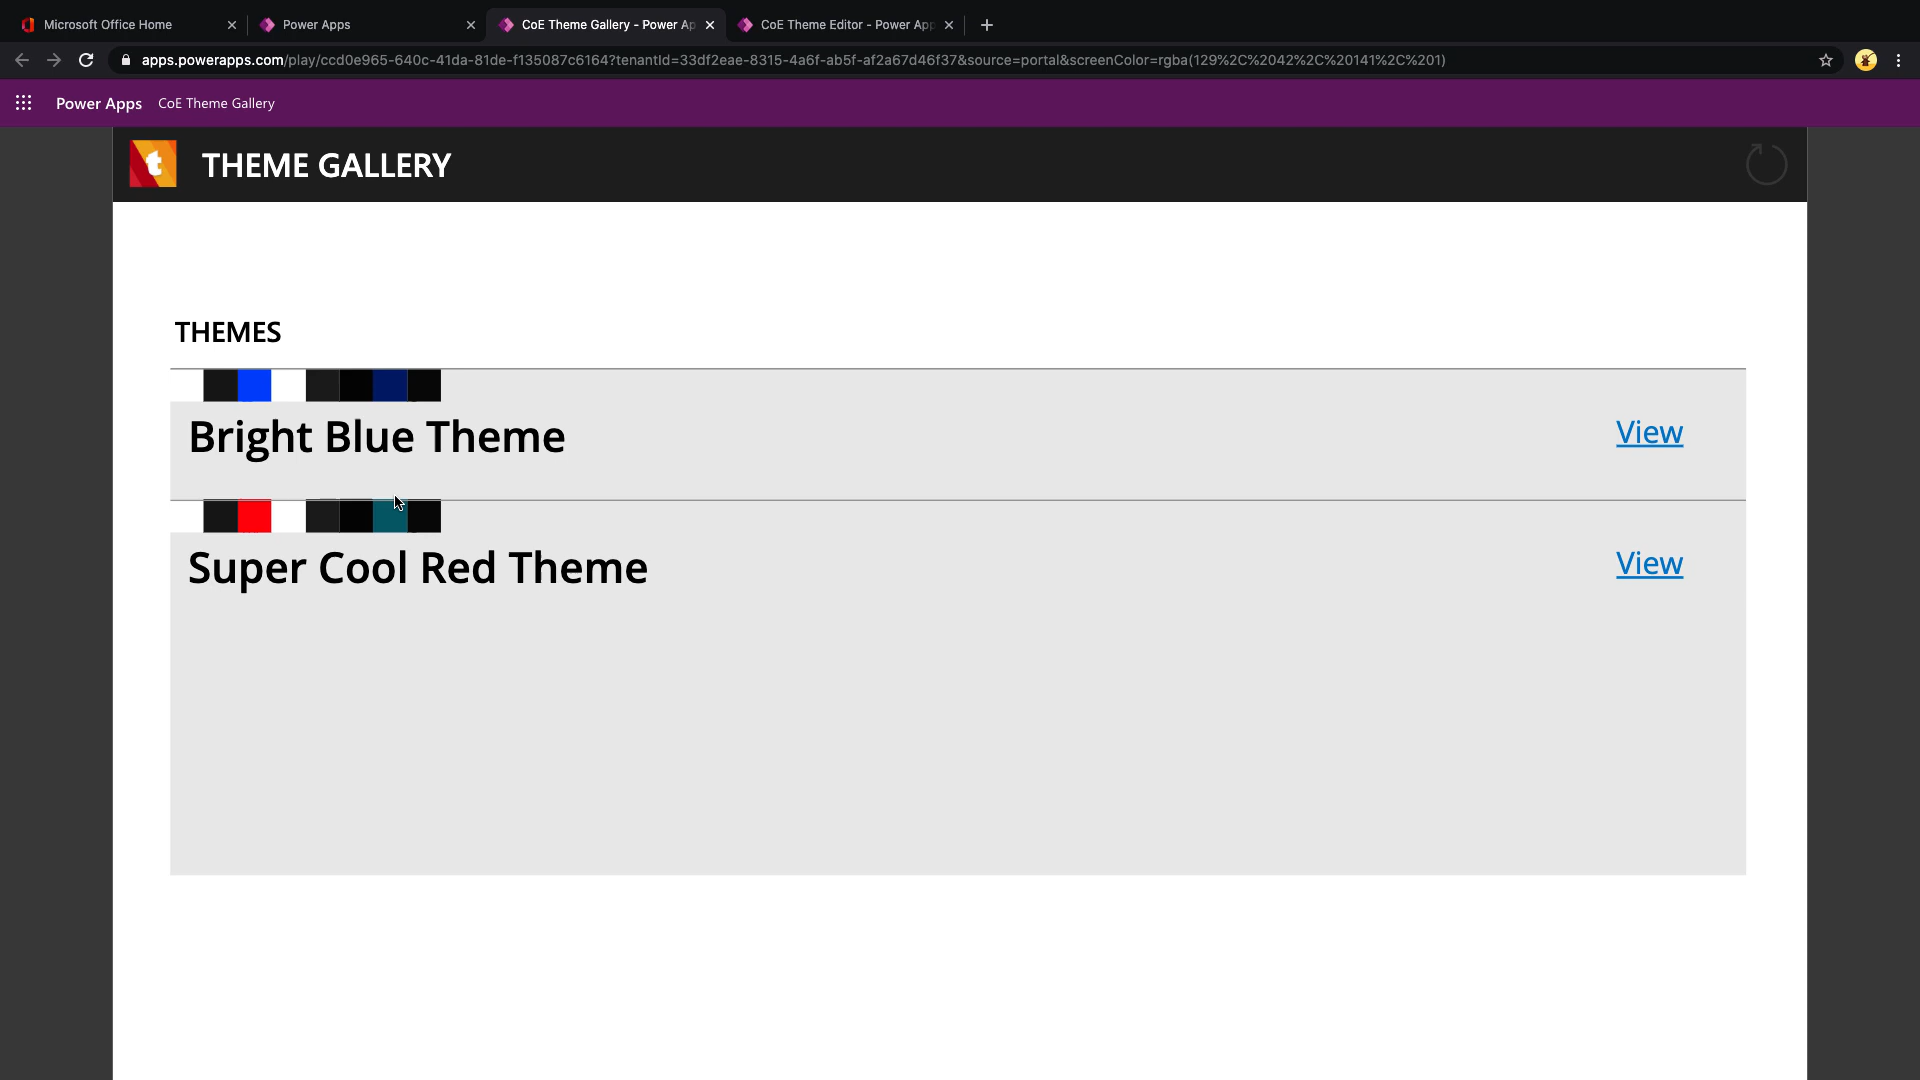 Microsoft Office Home
Power Apps
CoE Theme Gallery - Power Ap
CoE Theme Editor - Power App
apps.powerapps.com/play/ccd0e965-640c-41da-81de-f135087c6164?tenantId=33df2eae-8315-4a6f-ab5f-af2a67d46f37&source=portal&screenColor=rgba(129%2C%2042%2C%20141%2C%201)
Power Apps CoE Theme Gallery
t THEME GALLERY
THEMES
Bright Blue Theme
View
Super Cool Red Theme
View